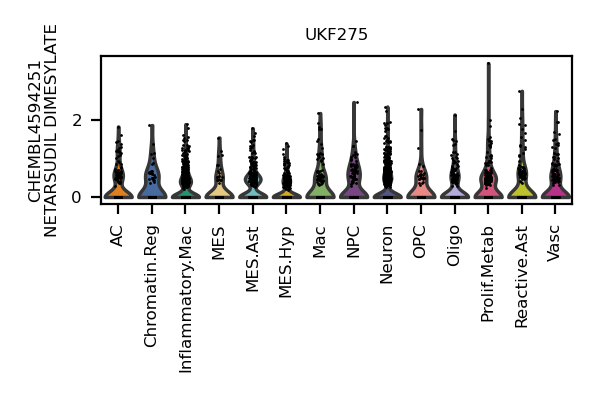 UKF275
CHEMBL4594251
NETARSUDIL DIMESYLATE
2
0
AC
Chromatin.Reg
Inflammatory.Mac
MES
MES.Ast
MES.Hyp
Mac
NPC
Neuron
OPC
Oligo
Prolif.Metab
Reactive.Ast
Vasc